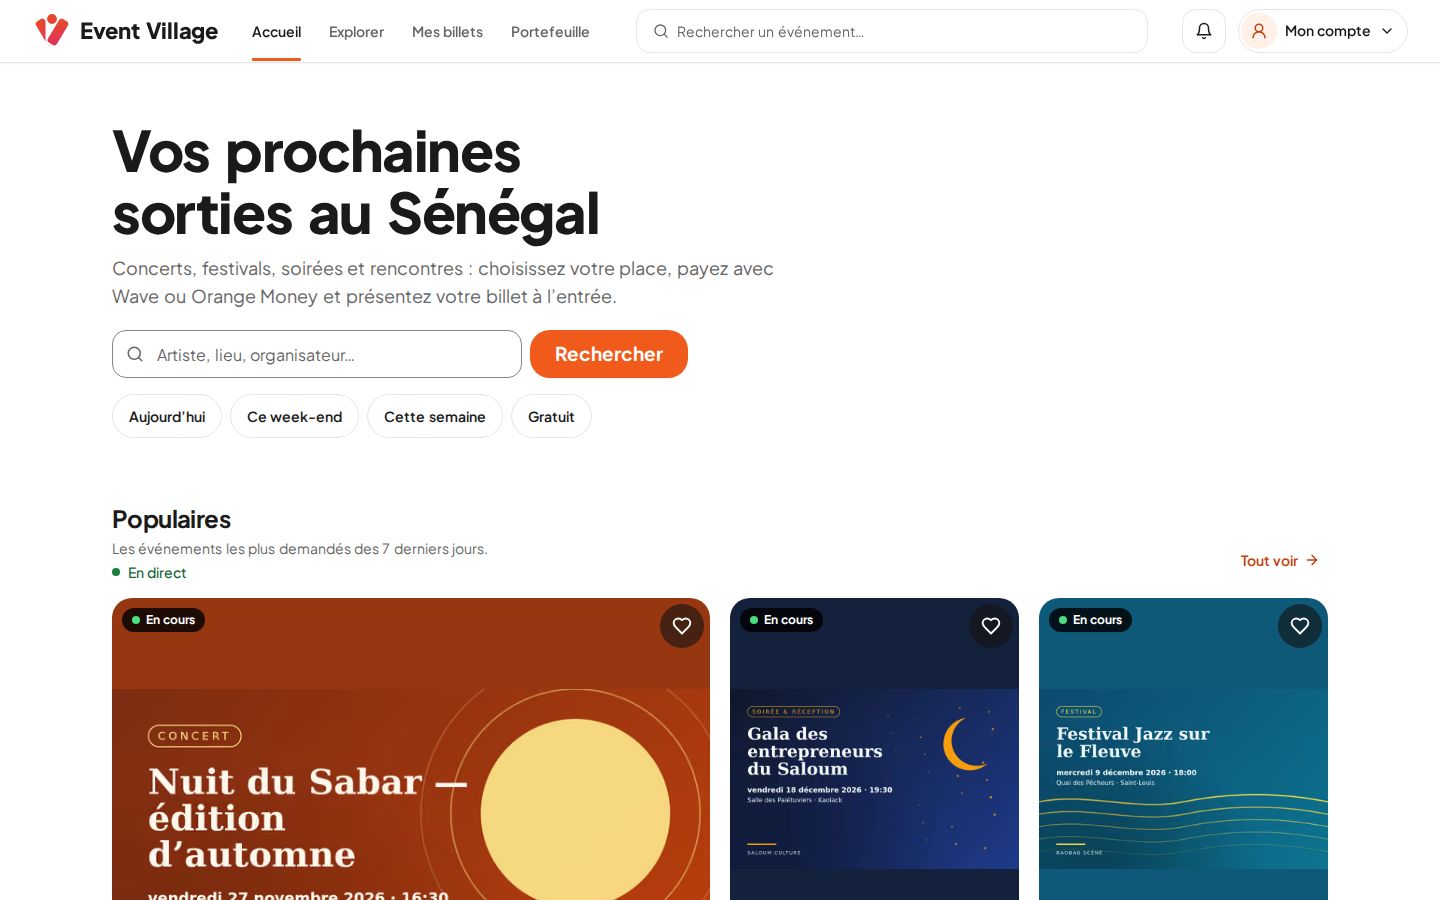 Event Village
Accueil
Explorer
Mes billets
Portefeuille
Rechercher un événement...
Mon compte
Vos prochaines
sorties au Sénégal
Concerts, festivals, soirées et rencontres : choisissez votre place, payez avec
Wave ou Orange Money et présentez votre billet à l’entrée.
Artiste, lieu, organisateur...
Rechercher
Aujourd’hui
Ce week-end
Cette semaine
Gratuit
Populaires
Les événements les plus demandés des 7 derniers jours.
En direct
Tout voir
En cours
CONCERT
Nuit du Sabar —
édition
d’automne
vendredi 27 novembre 2026 · 16:30
En cours
SOIRÉE & RÉCEPTION
Gala des
entrepreneurs
du Saloum
vendredi 18 décembre 2026 · 19:30
Salle des Palétuviers · Kaolack
SALOUM CULTURE
En cours
FESTIVAL
Festival Jazz sur
le Fleuve
mercredi 9 décembre 2026 · 18:00
Quai des Pêcheurs · Saint-Louis
BAOBAB SCÈNE